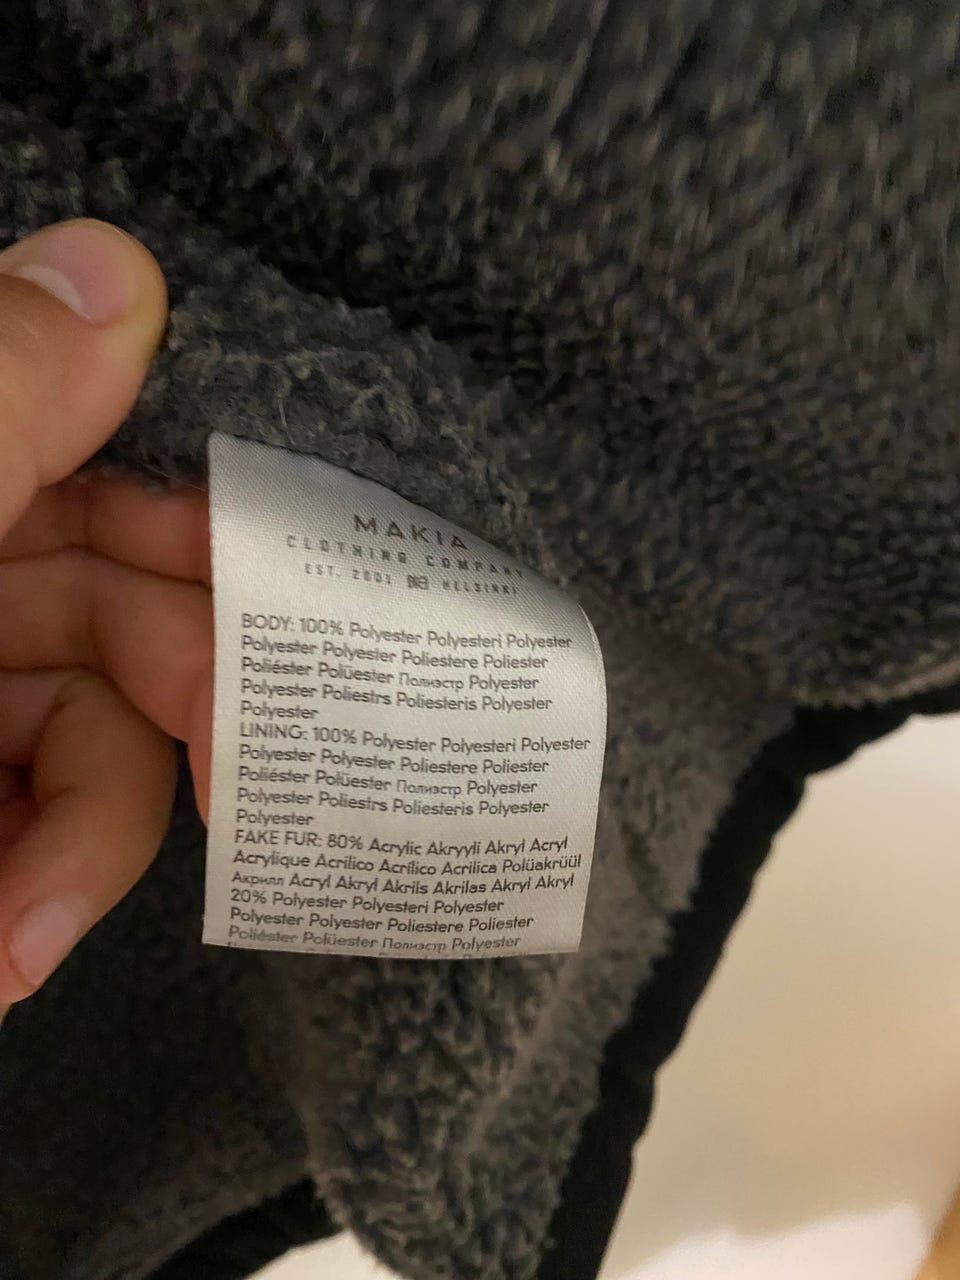 MAKIA
CLOTHING COMPANY
EST. 2001 HELSINKI
BODY: 100% Polyester Polyesteri Polyester
Polyester Polyester Poliestere Poliester
Poliéster Polüester Полиэстр Polyester
Polyester Poliestrs Poliesteris Polyester
Polyester
LINING: 100% Polyester Polyesteri Polyester
Polyester Polyester Poliestere Poliester
Poliéster Polüester Полиэстр Polyester
Polyester Poliestrs Poliesteris Polyester
Polyester
FAKE FUR: 80% Acrylic Akryyli Akryl Acryl
Acrylique Acrilico Acrílico Acrilica Polüakrüül
Акрилл Acryl Akryl Akrils Akrilas Akryl Akryl
20% Polyester Polyesteri Polyester
Polyester Polyester Poliestere Poliester
Poliéster Polüester Полиэстр Polyester